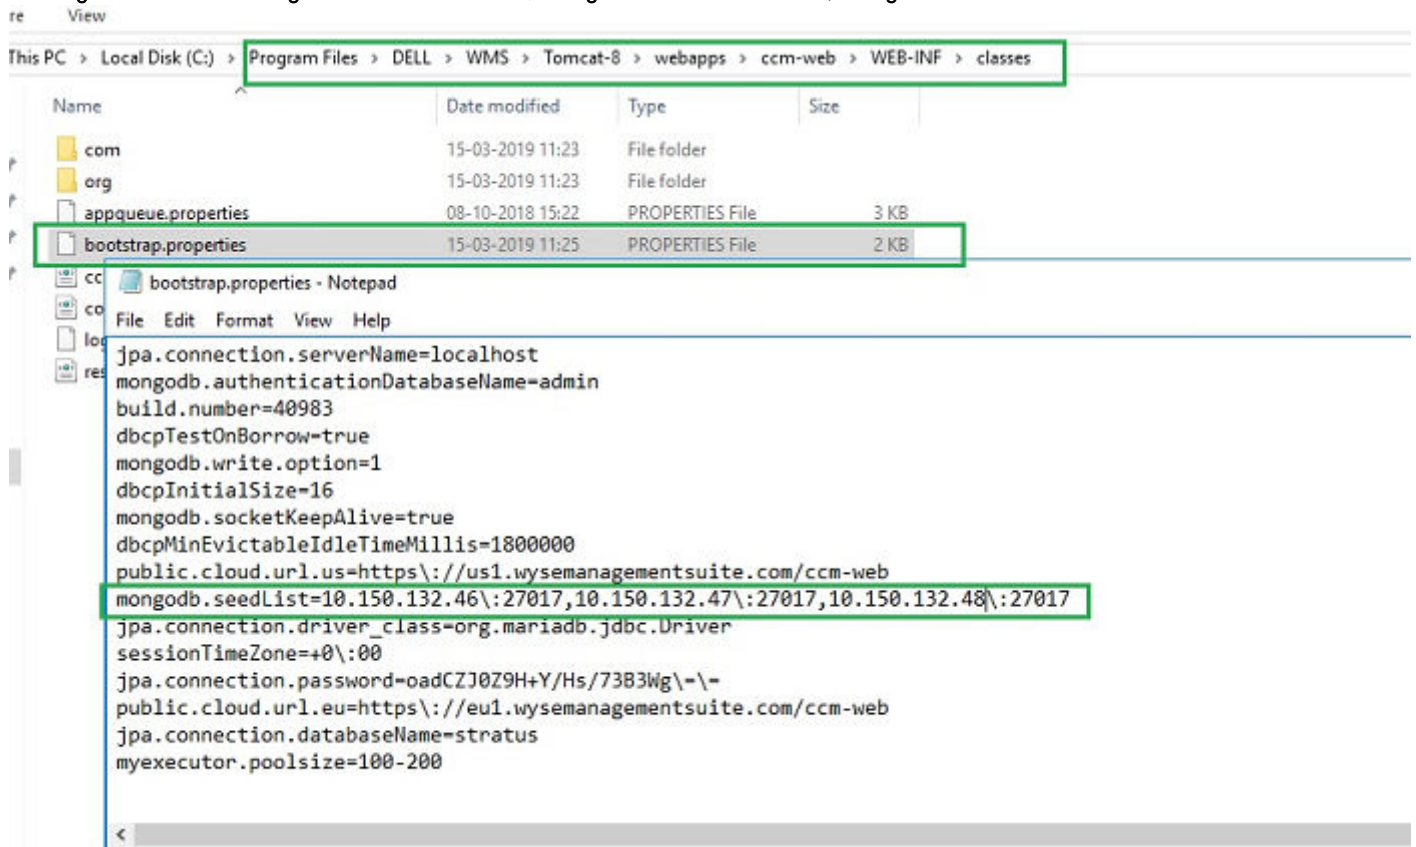 re View
This PC > Local Disk (C:) > Program Files > DELL > WMS > Tomcat-8 > webapps > ccm-web > WEB-INF > classes
Name Date modified Type Size
com 15-03-2019 11:23 File folder
org 15-03-2019 11:23 File folder
appqueue.properties 08-10-2018 15:22 PROPERTIES File 3 KB
bootstrap.properties 15-03-2019 11:25 PROPERTIES File 2 KB
cc
bootstrap.properties - Notepad
co
File Edit Format View Help
log
jpa.connection.serverName=localhost
res
mongodb.authenticationDatabaseName=admin
build.number=40983
dbcpTestOnBorrow=true
mongodb.write.option=1
dbcpInitialSize=16
mongodb.socketKeepAlive=true
dbcpMinEvictableIdleTimeMillis=1800000
public.cloud.url.us=https\://us1.wysemanagementsuite.com/ccm-web
mongodb.seedList=10.150.132.46\:27017,10.150.132.47\:27017,10.150.132.48\:27017
jpa.connection.driver_class=org.mariadb.jdbc.Driver
sessionTimeZone=+0\:00
jpa.connection.password=oadCZJ0Z9H+Y/Hs/73B3Wg\=\=
public.cloud.url.eu=https\://eu1.wysemanagementsuite.com/ccm-web
jpa.connection.databaseName=stratus
myexecutor.poolsize=100-200